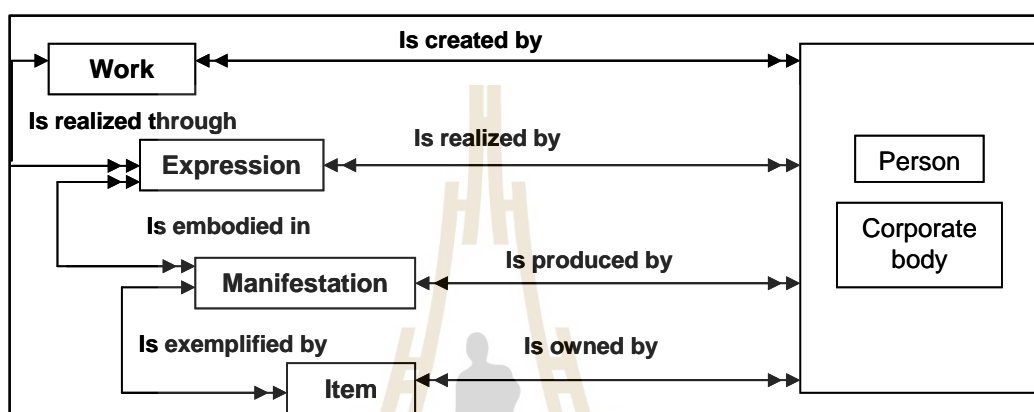 Is created by
Work
Is realized through
Is realized by
Expression
Person
Is embodied in
Corporate
body
Is produced by
Manifestation
Is exemplified by
Is owned by
Item